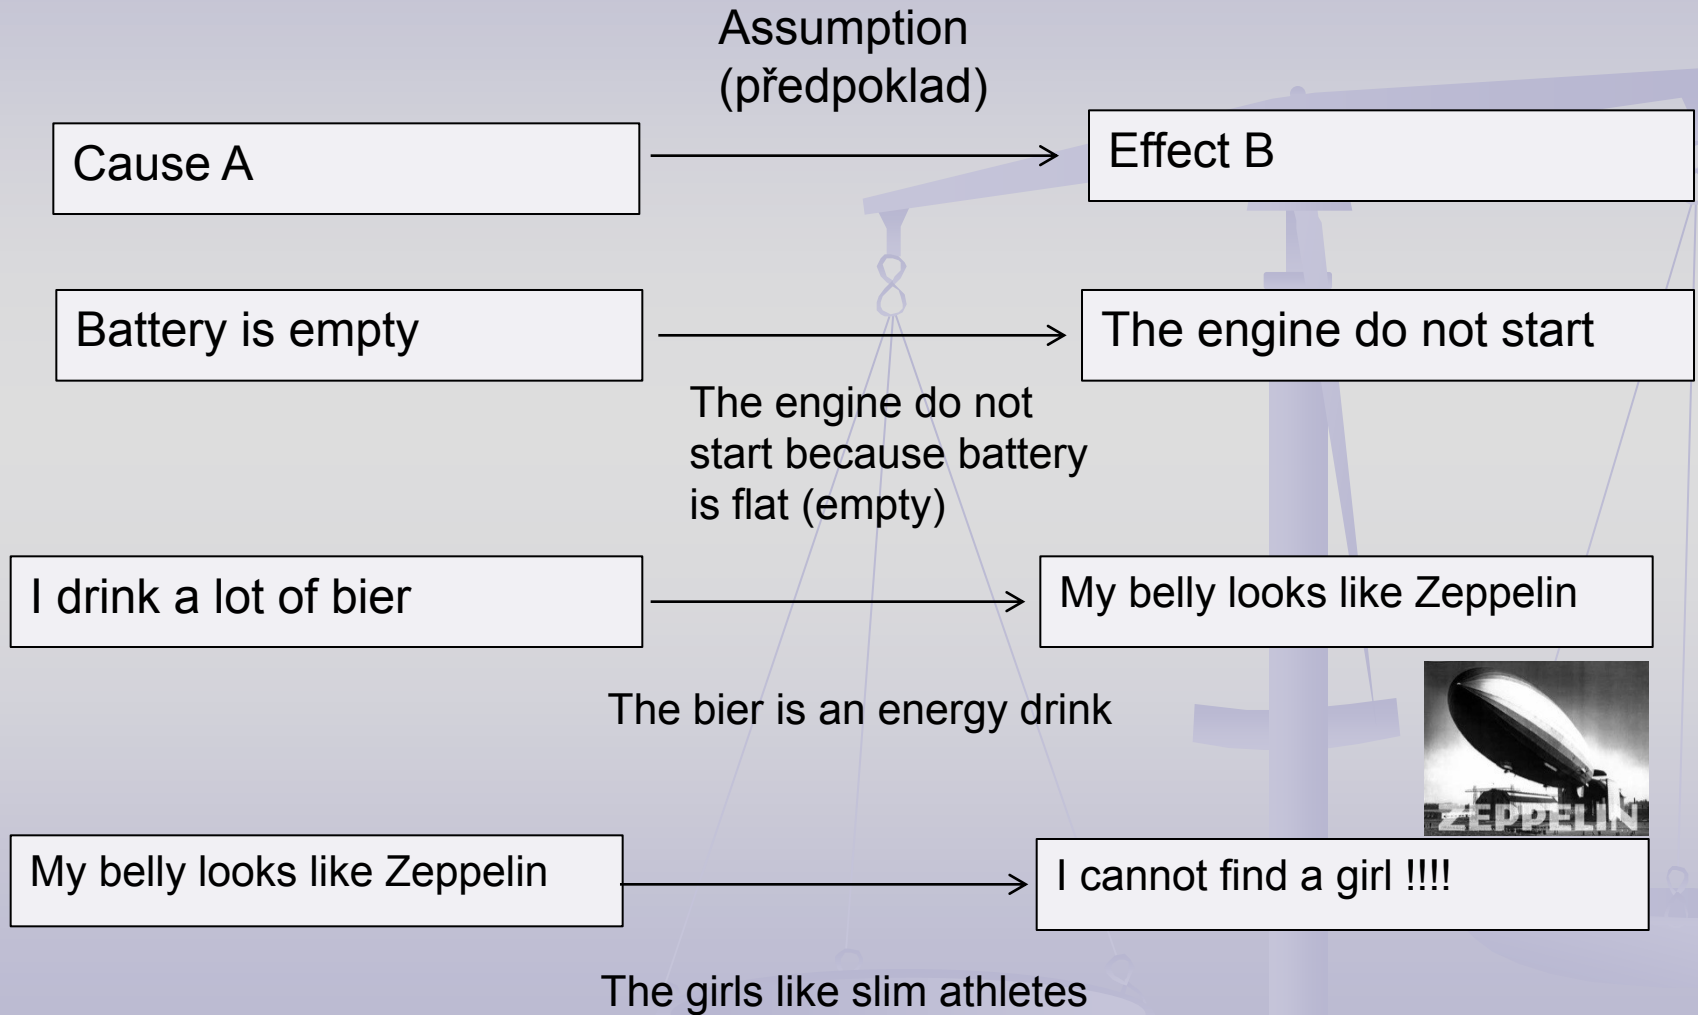 Assumption
(předpoklad)
Cause A
Effect B
Battery is empty
The engine do not start
The engine do not
start because battery
is flat (empty)
I drink a lot of bier
My belly looks like Zeppelin
The bier is an energy drink
ZEPPELIN
My belly looks like Zeppelin
I cannot find a girl !!!!
The girls like slim athletes